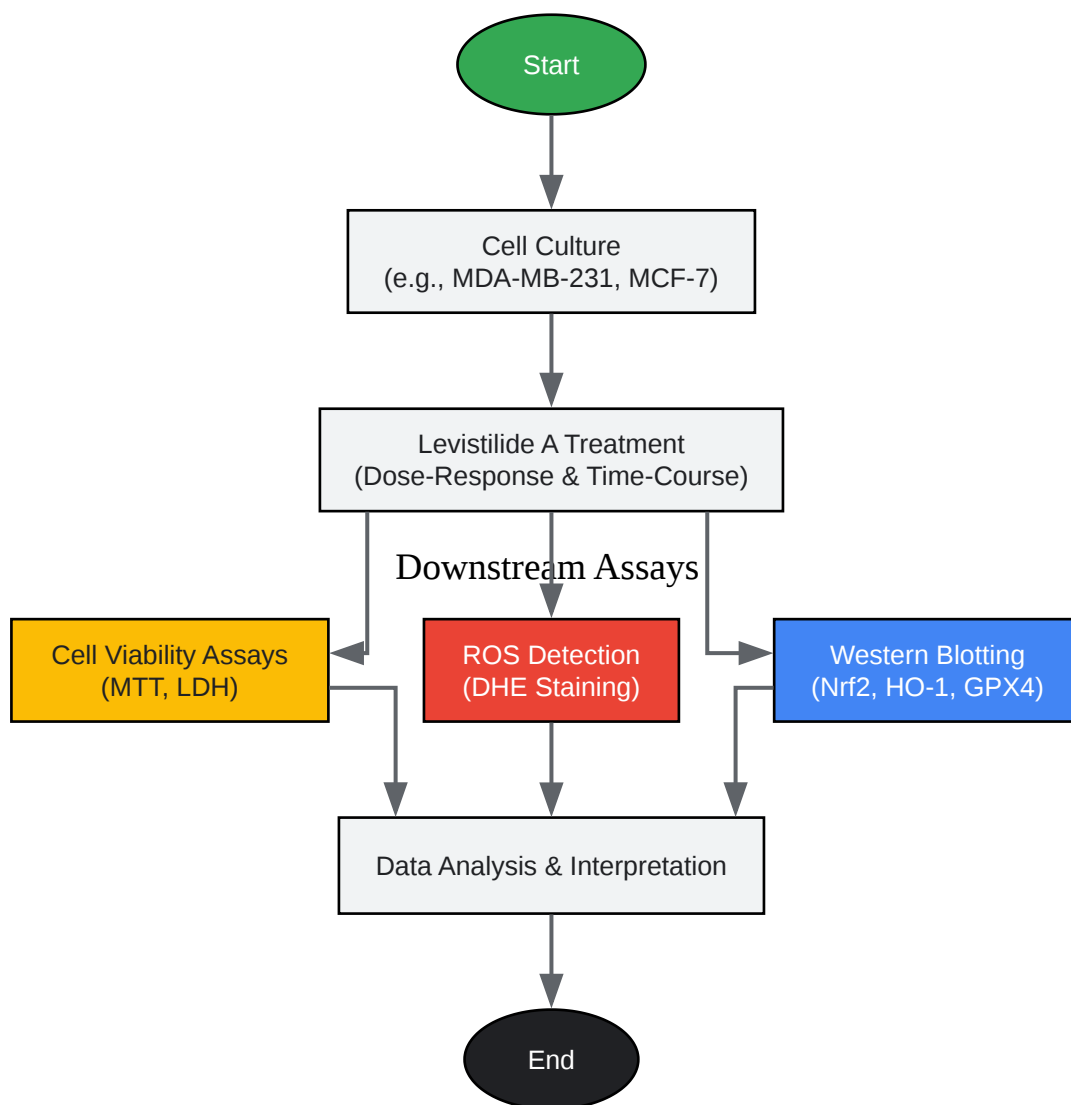 Start
Cell Culture
(e.g., MDA-MB-231, MCF-7)
Levistilide A Treatment
(Dose-Response & Time-Course)
Downstream Assays
Cell Viability Assays
(MTT, LDH)
ROS Detection
(DHE Staining)
Western Blotting
(Nrf2, HO-1, GPX4)
Data Analysis & Interpretation
End